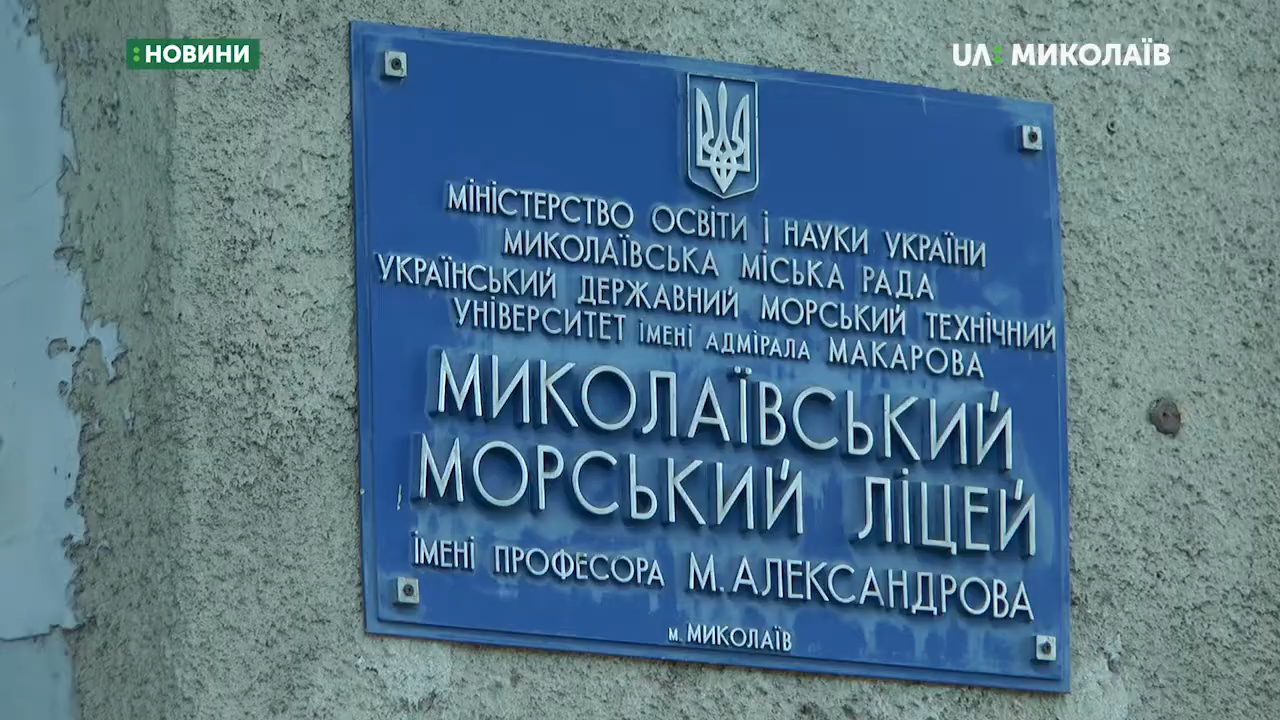 :НОВИНИ
UA: МИКОЛАЇВ
МІНІСТЕРСТВО ОСВІТИ І НАУКИ УКРАЇНИ
МИКОЛАЇВСЬКА МІСЬКА РАДА
УКРАЇНСЬКИЙ ДЕРЖАВНИЙ МОРСЬКИЙ ТЕХНІЧНИЙ
УНІВЕРСИТЕТ ІМЕНІ АДМІРАЛА МАКАРОВА
МИКОЛАЇВСЬКИЙ
МОРСЬКИЙ ЛІЦЕЙ
ІМЕНІ ПРОФЕСОРА М. АЛЕКСАНДРОВА
м. МИКОЛАЇВ